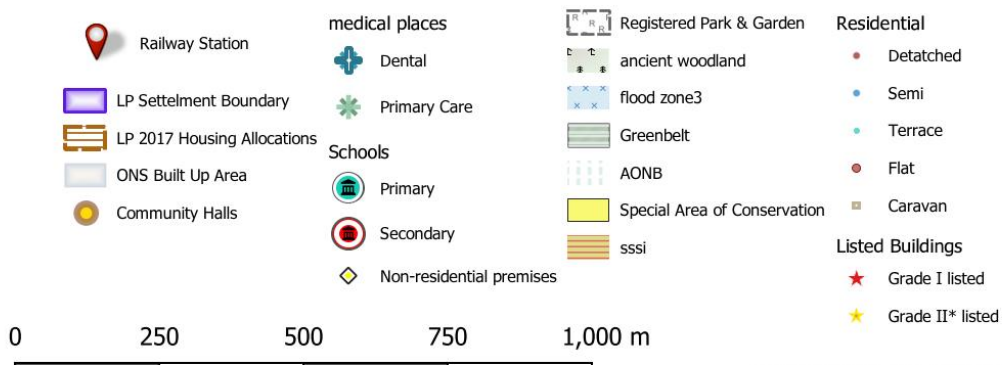 Railway Station
LP Settelment Boundary
LP 2017 Housing Allocations
ONS Built Up Area
Community Halls
medical places
Dental
Primary Care
Schools
Primary
Secondary
Non-residential premises
R R R
Registered Park & Garden
ancient woodland
flood zone3
Greenbelt
AONB
Special Area of Conservation
sssi
Residential
Detatched
Semi
Terrace
Flat
Caravan
Listed Buildings
Grade I listed
Grade II* listed
0 250 500 750 1,000 m